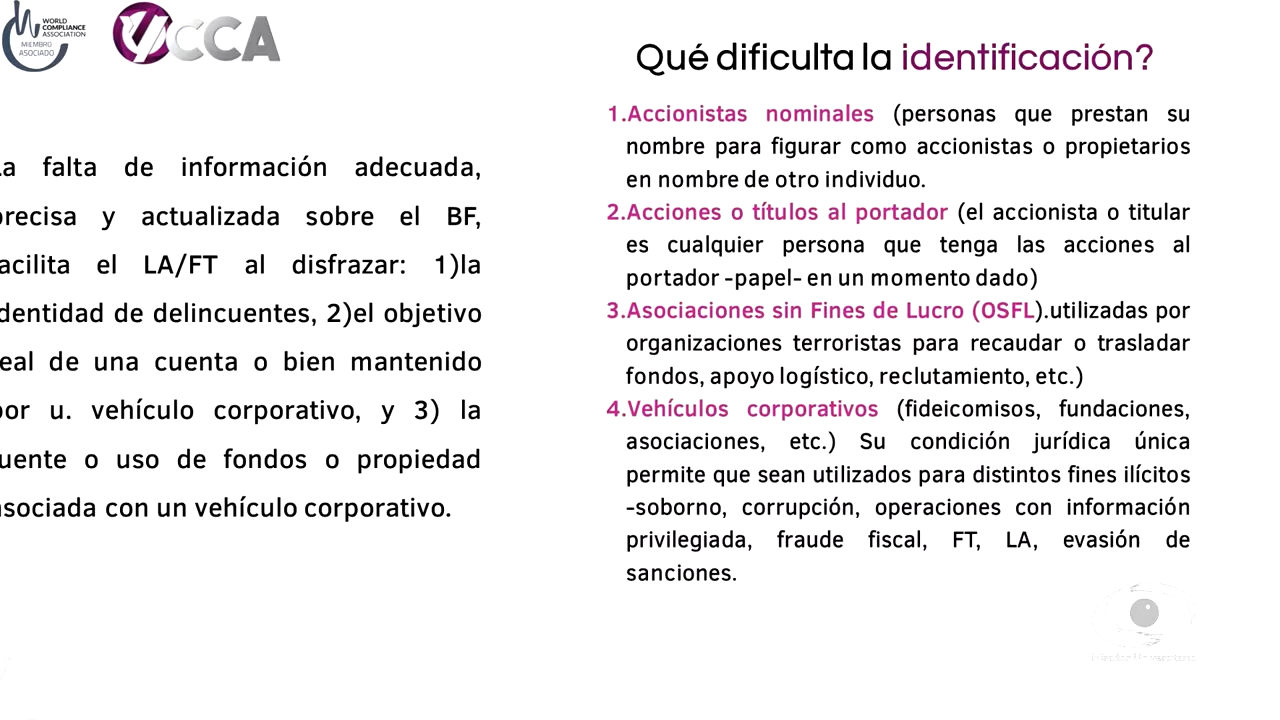 WORLD
COMPLIANCE
ASSOCIATION
MIEMBRO
ASOCIADO
CCA
Qué dificulta la identificación?
a falta de información adecuada,
recisa y actualizada sobre el BF,
acilita el LA/FT al disfrazar: 1)la
dentidad de delincuentes, 2)el objetivo
eal de una cuenta o bien mantenido
or u. vehículo corporativo, y 3) la
uente o uso de fondos o propiedad
sociada con un vehículo corporativo.
1.Accionistas nominales (personas que prestan su
nombre para figurar como accionistas o propietarios
en nombre de otro individuo.
2.Acciones o títulos al portador (el accionista o titular
es cualquier persona que tenga las acciones al
portador -papel- en un momento dado)
3.Asociaciones sin Fines de Lucro (OSFL).utilizadas por
organizaciones terroristas para recaudar o trasladar
fondos, apoyo logístico, reclutamiento, etc.)
4.Vehículos corporativos (fideicomisos, fundaciones,
asociaciones, etc.) Su condición jurídica única
permite que sean utilizados para distintos fines ilícitos
-soborno, corrupción, operaciones con información
privilegiada, fraude fiscal, FT, LA, evasión de
sanciones.